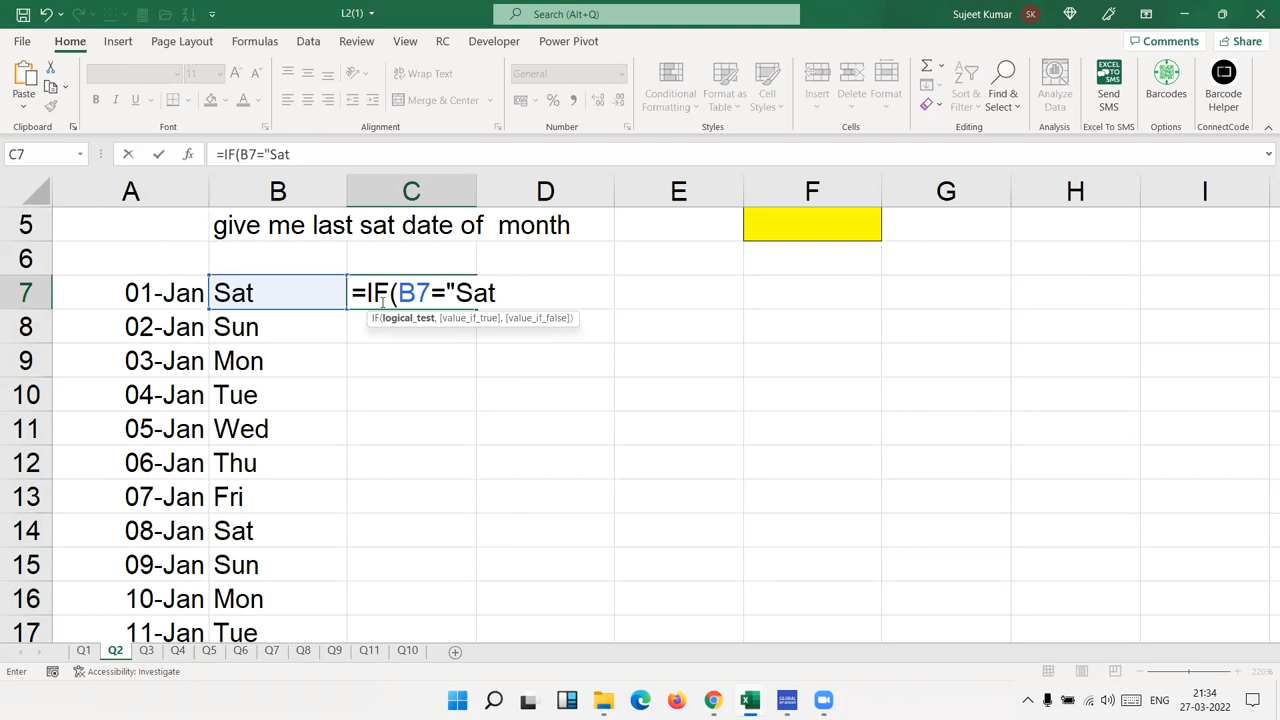 L2(1)
Search (Alt+Q)
Sujeet Kumar SK
File Home Insert Page Layout Formulas Data Review View RC Developer Power Pivot
Comments Share
Paste
Wrap Text
Merge & Center
General
Conditional Formatting
Format as Table
Cell Styles
Insert Delete Format
Sort & Filter
Find & Select
Analyze Data
Excel To SMS
Send SMS
Barcodes
Barcode Helper
Clipboard Font Alignment Number Styles Cells Editing Analysis Excel To SMS Options ConnectCode
C7 fx =IF(B7="Sat
A B C D E F G H I
5 give me last sat date of month
6
7 01-Jan Sat =IF(B7="Sat
IF(logical_test, [value_if_true], [value_if_false])
8 02-Jan Sun
9 03-Jan Mon
10 04-Jan Tue
11 05-Jan Wed
12 06-Jan Thu
13 07-Jan Fri
14 08-Jan Sat
15 09-Jan Sun
16 10-Jan Mon
17 11-Jan Tue
Q1 Q2 Q3 Q4 Q5 Q6 Q7 Q8 Q9 Q11 Q10
Enter Accessibility: Investigate 220%
ENG 21:34
27-03-2022